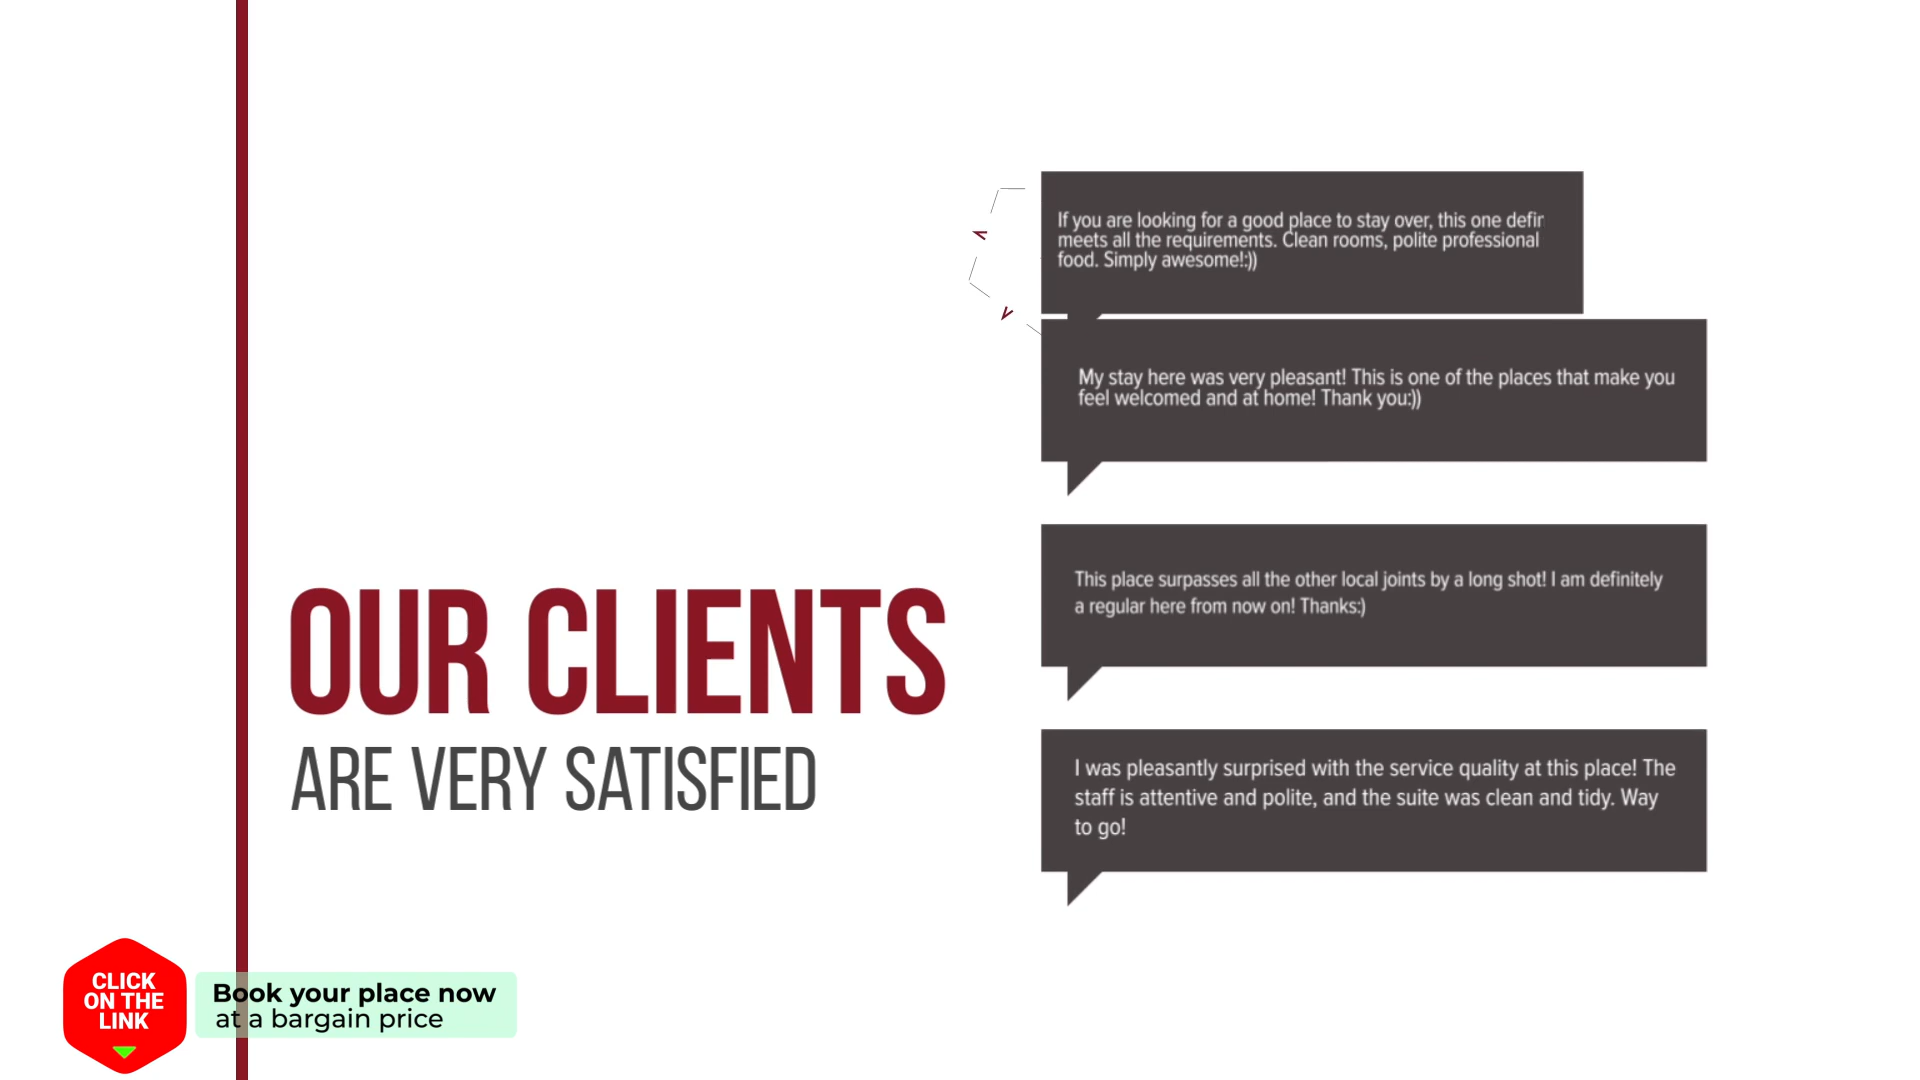 If you are looking for a good place to stay over, this one
meets all the requirements. Clean rooms, polite professional
food. Simply awesome!:))
My stay here was very pleasant! This is one of the places that make you
feel welcomed and at home! Thank you:))
This place surpasses all the other local joints by a long shot! I am definitely
a regular here from now on! Thanks:)
OUR CLIENTS
ARE VERY SATISFIED
I was pleasantly surprised with the service quality at this place! The
staff is attentive and polite, and the suite was clean and tidy. Way
to go!
CLICK
ON THE
LINK
Book your place now
at a bargain price